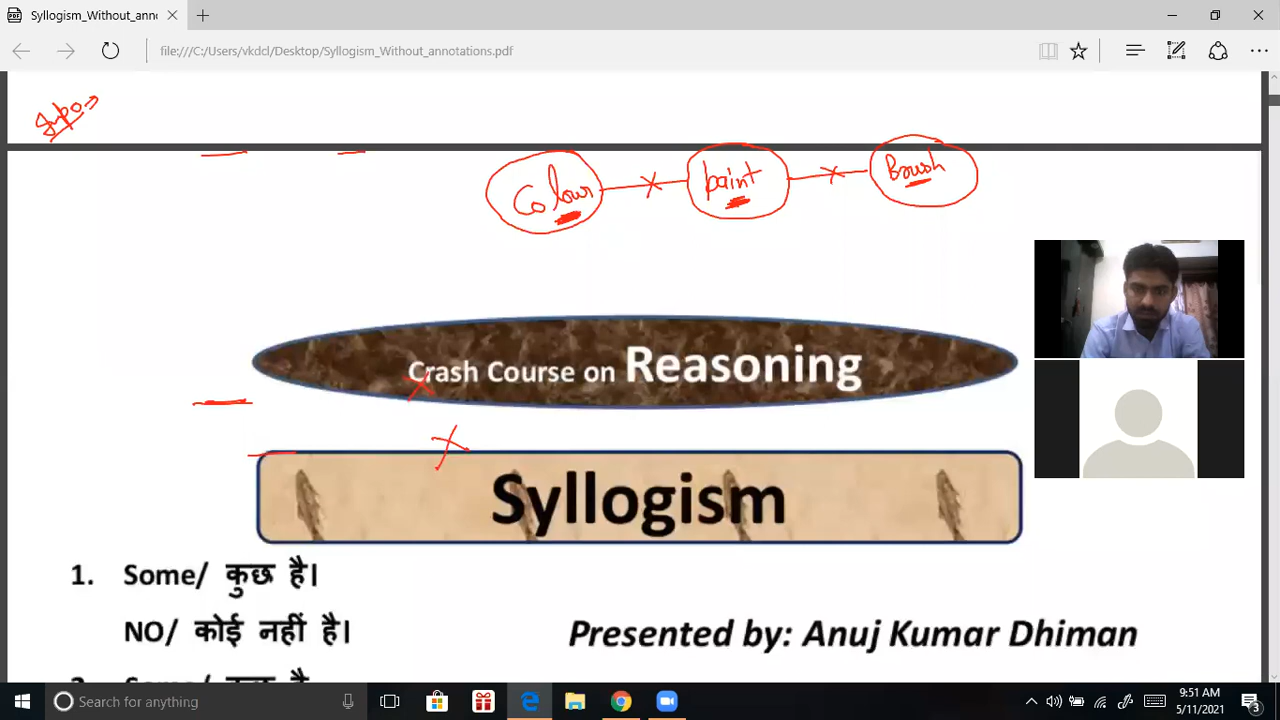 Syllogism_Without_anno
file:///C:/Users/vkdcl/Desktop/Syllogism_Without_annotations.pdf
Colour paint Brush
Crash Course on Reasoning
Syllogism
1. Some/ कुछ है।
NO/ कोई नहीं है।
Presented by: Anuj Kumar Dhiman
Search for anything
9:51 AM
5/11/2021
3